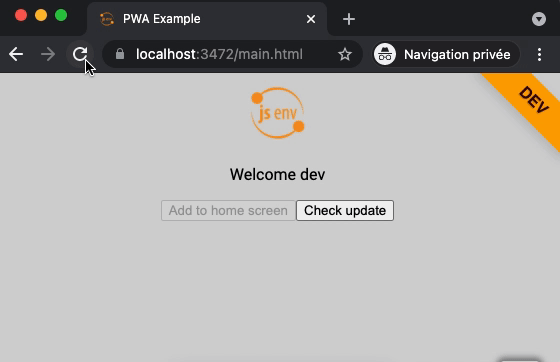 PWA Example
localhost:3472/main.html
Navigation privée
DEV
js env
Welcome dev
Add to home screen
Check update